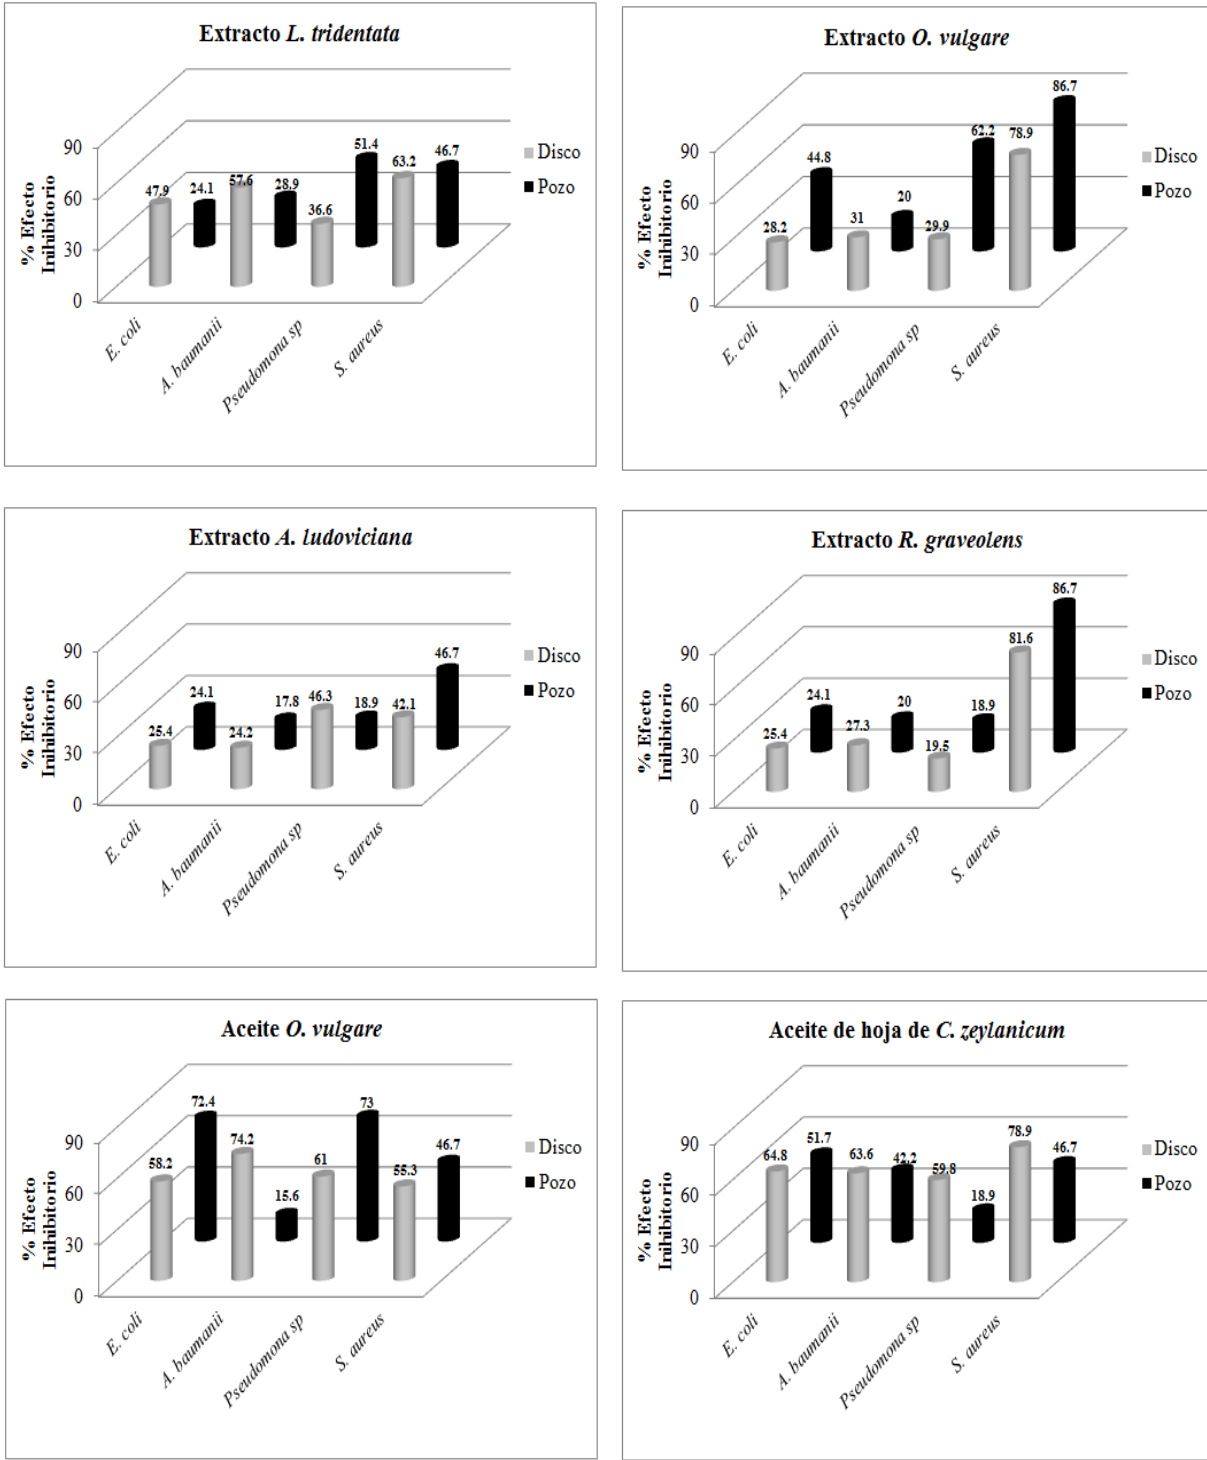 Extracto L. tridentata
% Efecto
Inihibitorio
90
60
30
0
47.9
24.1
57.6
28.9
36.6
51.4
63.2
46.7
Disco
Pozo
E. coli
A. baumanii
Pseudomona sp
S. aureus
Extracto O. vulgare
% Efecto
Inihibitorio
90
60
30
0
28.2
44.8
31
20
29.9
62.2
78.9
86.7
Disco
Pozo
E. coli
A. baumanii
Pseudomona sp
S. aureus
Extracto A. ludoviciana
% Efecto
Inihibitorio
90
60
30
0
25.4
24.1
24.2
17.8
46.3
18.9
42.1
46.7
Disco
Pozo
E. coli
A. baumanii
Pseudomona sp
S. aureus
Extracto R. graveolens
% Efecto
Inihibitorio
90
60
30
0
25.4
24.1
27.3
20
19.5
18.9
81.6
86.7
Disco
Pozo
E. coli
A. baumanii
Pseudomona sp
S. aureus
Aceite O. vulgare
% Efecto
Inihibitorio
90
60
30
0
58.2
72.4
74.2
15.6
61
73
55.3
46.7
Disco
Pozo
E. coli
A. baumanii
Pseudomona sp
S. aureus
Aceite de hoja de C. zeylanicum
% Efecto
Inihibitorio
90
60
30
0
64.8
51.7
63.6
42.2
59.8
18.9
78.9
46.7
Disco
Pozo
E. coli
A. baumanii
Pseudomona sp
S. aureus